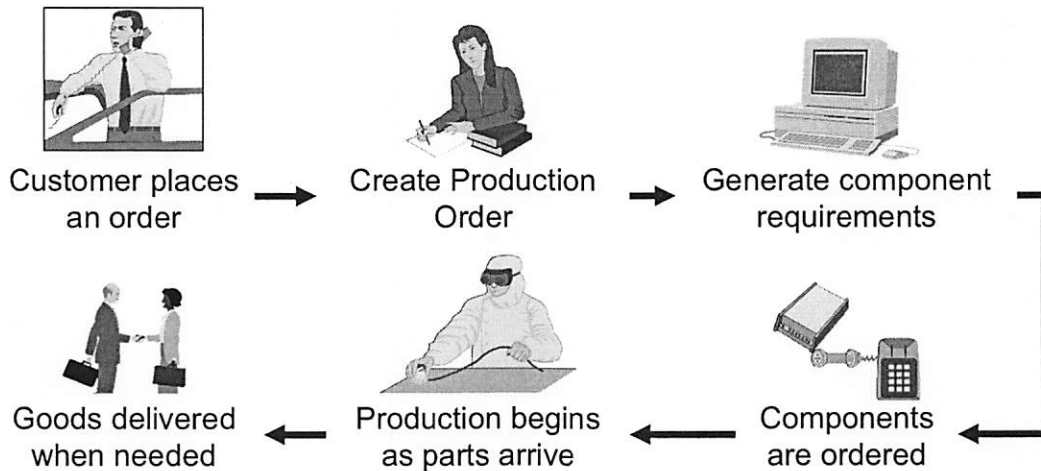 Customer places
an order
Create Production
Order
Generate component
requirements
Components
are ordered
Production begins
as parts arrive
Goods delivered
when needed